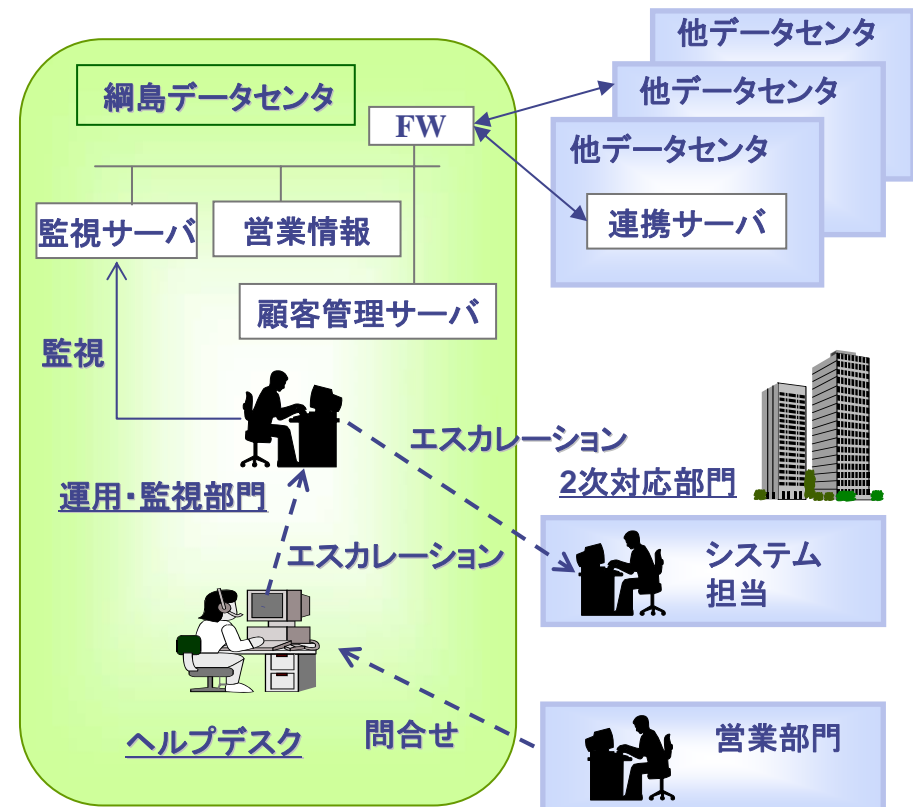 他データセンタ
他データセンタ
他データセンタ
連携サーバ
綱島データセンタ
FW
監視サーバ
営業情報
顧客管理サーバ
監視
運用・監視部門
エスカレーション
2次対応部門
エスカレーション
システム
担当
ヘルプデスク
問合せ
営業部門